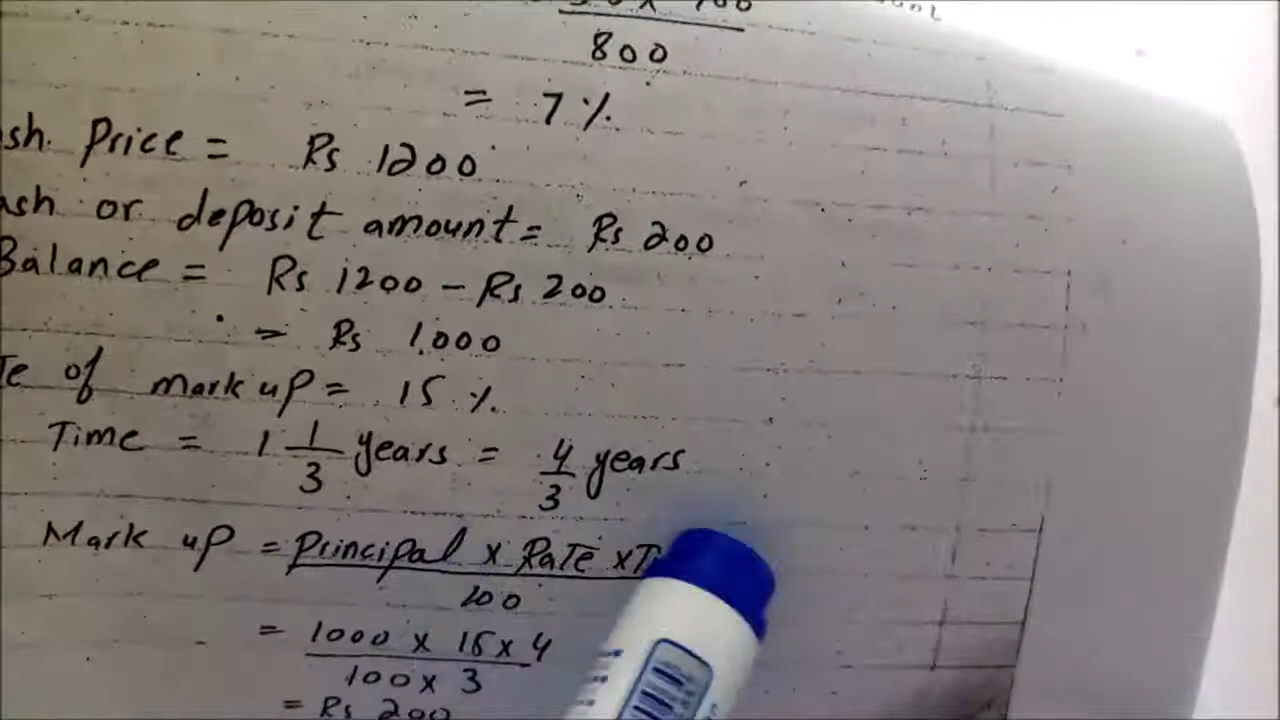 800
= 7 %.
sh. Price = Rs 1200
ash or deposit amount = Rs 200
Balance = Rs 1200 - Rs 200
= Rs 1000
Te of mark up = 15 %.
Time = 1 1/3 years = 4/3 years
Mark up = Principal x Rate x T
100
= 1000 x 15 x 4
100 x 3
= Rs 200